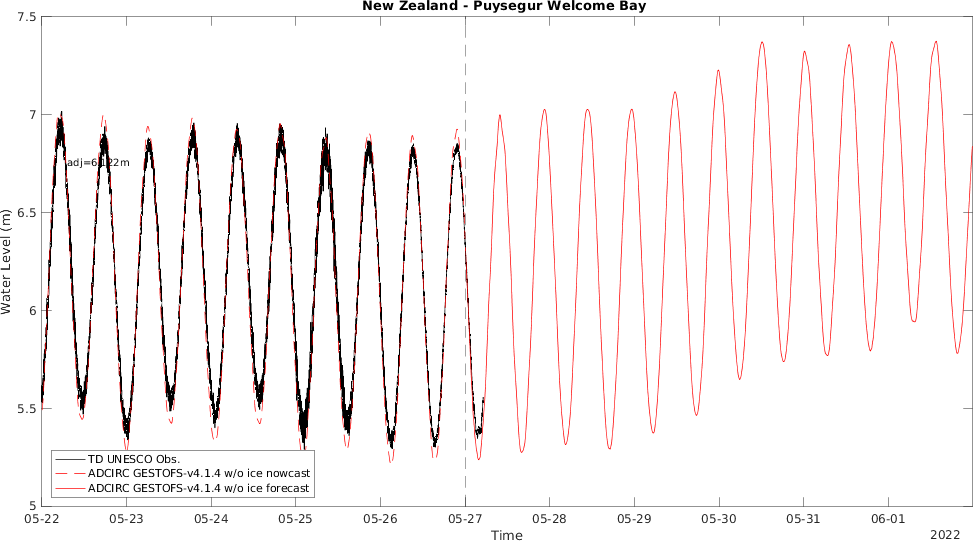 New Zealand - Puysegur Welcome Bay
7.5
7
6.5
6
5.5
5
Water Level (m)
adj=6.122m
TD UNESCO Obs.
ADCIRC GESTOFS-v4.1.4 w/o ice nowcast
ADCIRC GESTOFS-v4.1.4 w/o ice forecast
05-22 05-23 05-24 05-25 05-26 05-27 05-28 05-29 05-30 05-31 06-01
Time
2022